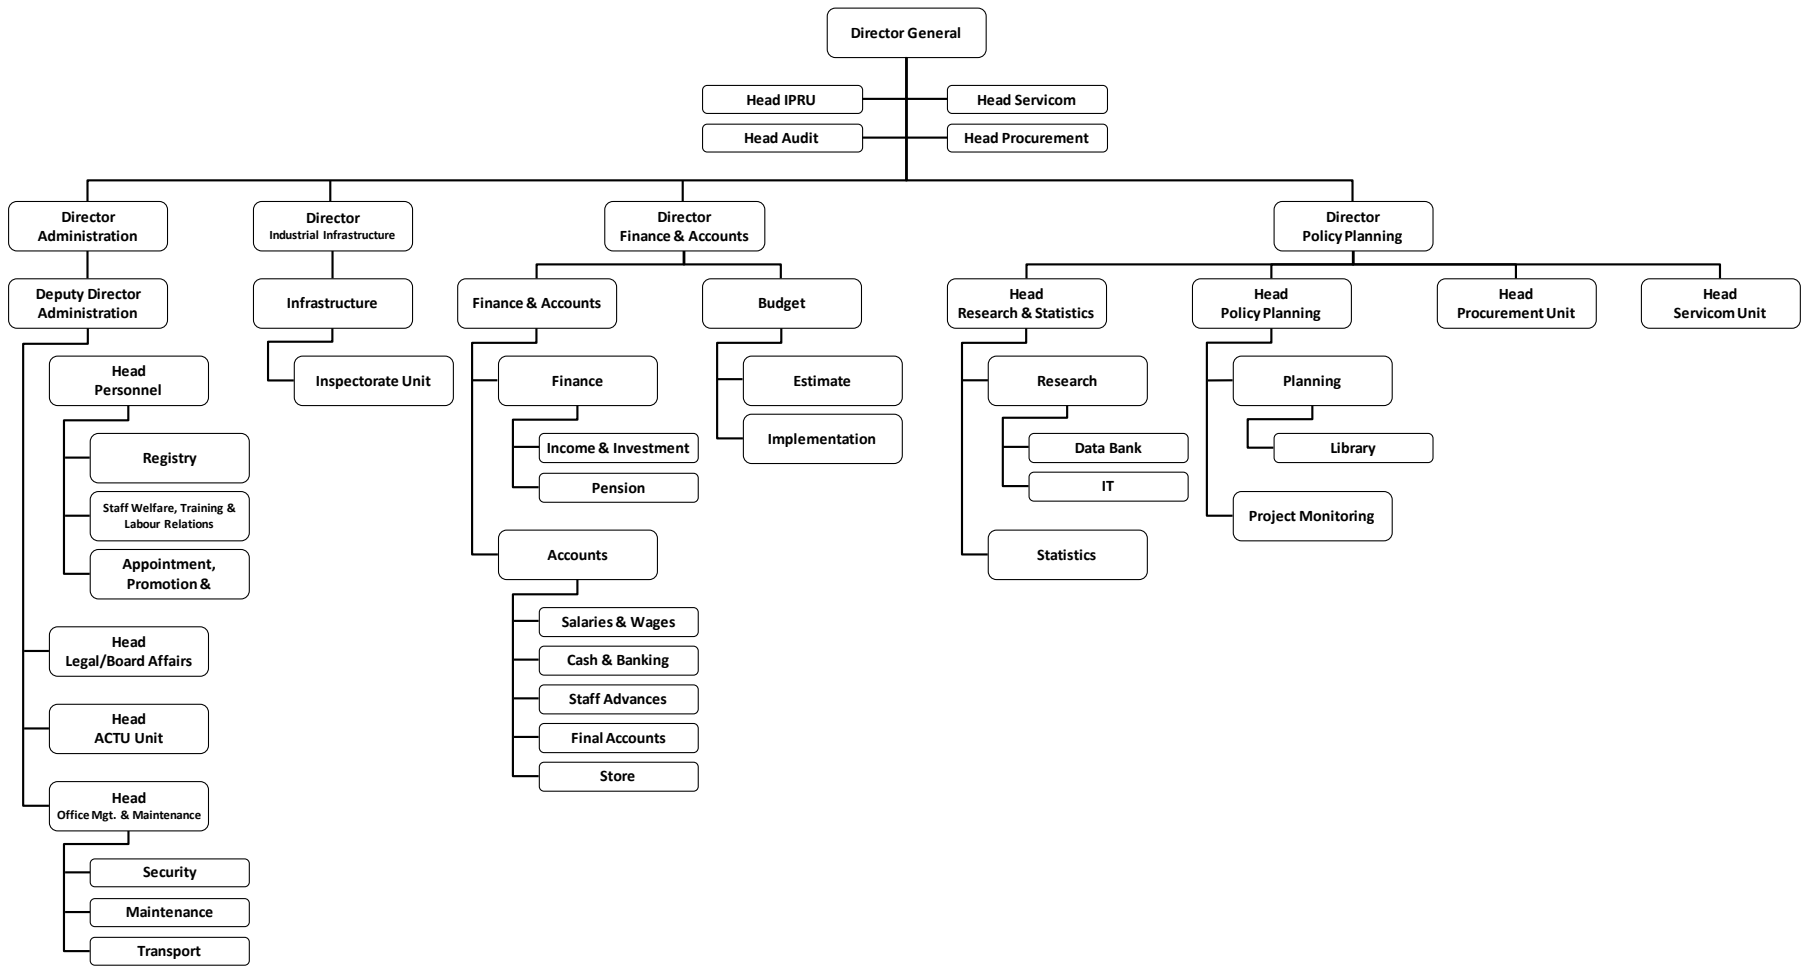 Director General
Head IPRU
Head Servicom
Head Audit
Head Procurement
Director
Administration
Director
Industrial Infrastructure
Director
Finance & Accounts
Director
Policy Planning
Deputy Director
Administration
Infrastructure
Finance & Accounts
Budget
Head
Research & Statistics
Head
Policy Planning
Head
Procurement Unit
Head
Servicom Unit
Head
Personnel
Inspectorate Unit
Finance
Estimate
Research
Planning
Registry
Income & Investment
Implementation
Data Bank
Library
Pension
IT
Staff Welfare, Training &
Labour Relations
Project Monitoring
Appointment,
Promotion &
Accounts
Statistics
Salaries & Wages
Head
Legal/Board Affairs
Cash & Banking
Staff Advances
Head
ACTU Unit
Final Accounts
Store
Head
Office Mgt. & Maintenance
Security
Maintenance
Transport